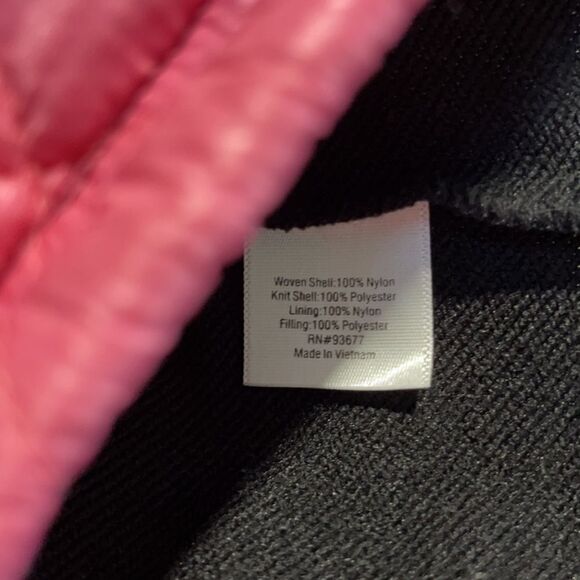 Woven Shell:100% Nylon
Knit Shell:100% Polyester
Lining:100% Nylon
Filling:100% Polyester
RN#93677
Made In Vietnam